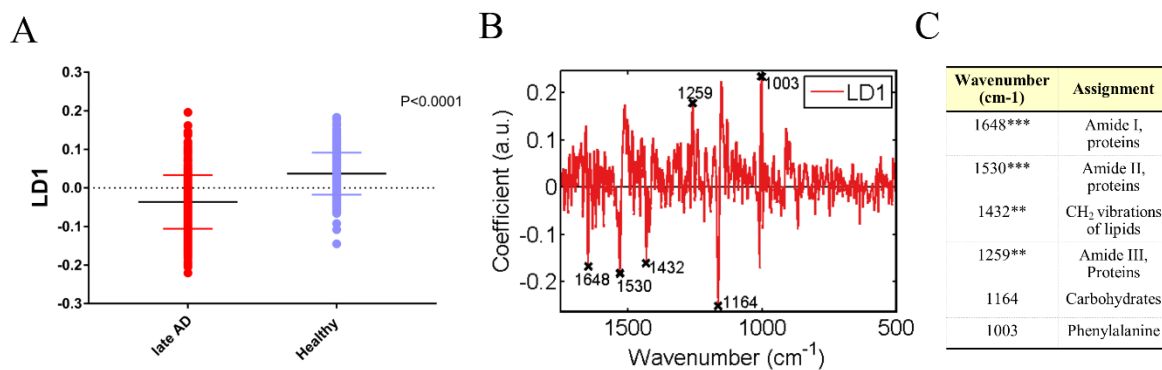 A
LD1
0.3
0.2
0.1
0.0
-0.1
-0.2
-0.3
P<0.0001
late AD
Healthy
B
Coefficient (a.u.)
0.2
0.1
0
-0.1
-0.2
1259
1003
LD1
1648
1530
1432
1164
1500
1000
500
Wavenumber (cm-1)
C
Wavenumber (cm-1)
Assignment
1648***
Amide I,
proteins
1530***
Amide II,
proteins
1432**
CH2 vibrations
of lipids
1259**
Amide III,
Proteins
1164
Carbohydrates
1003
Phenylalanine